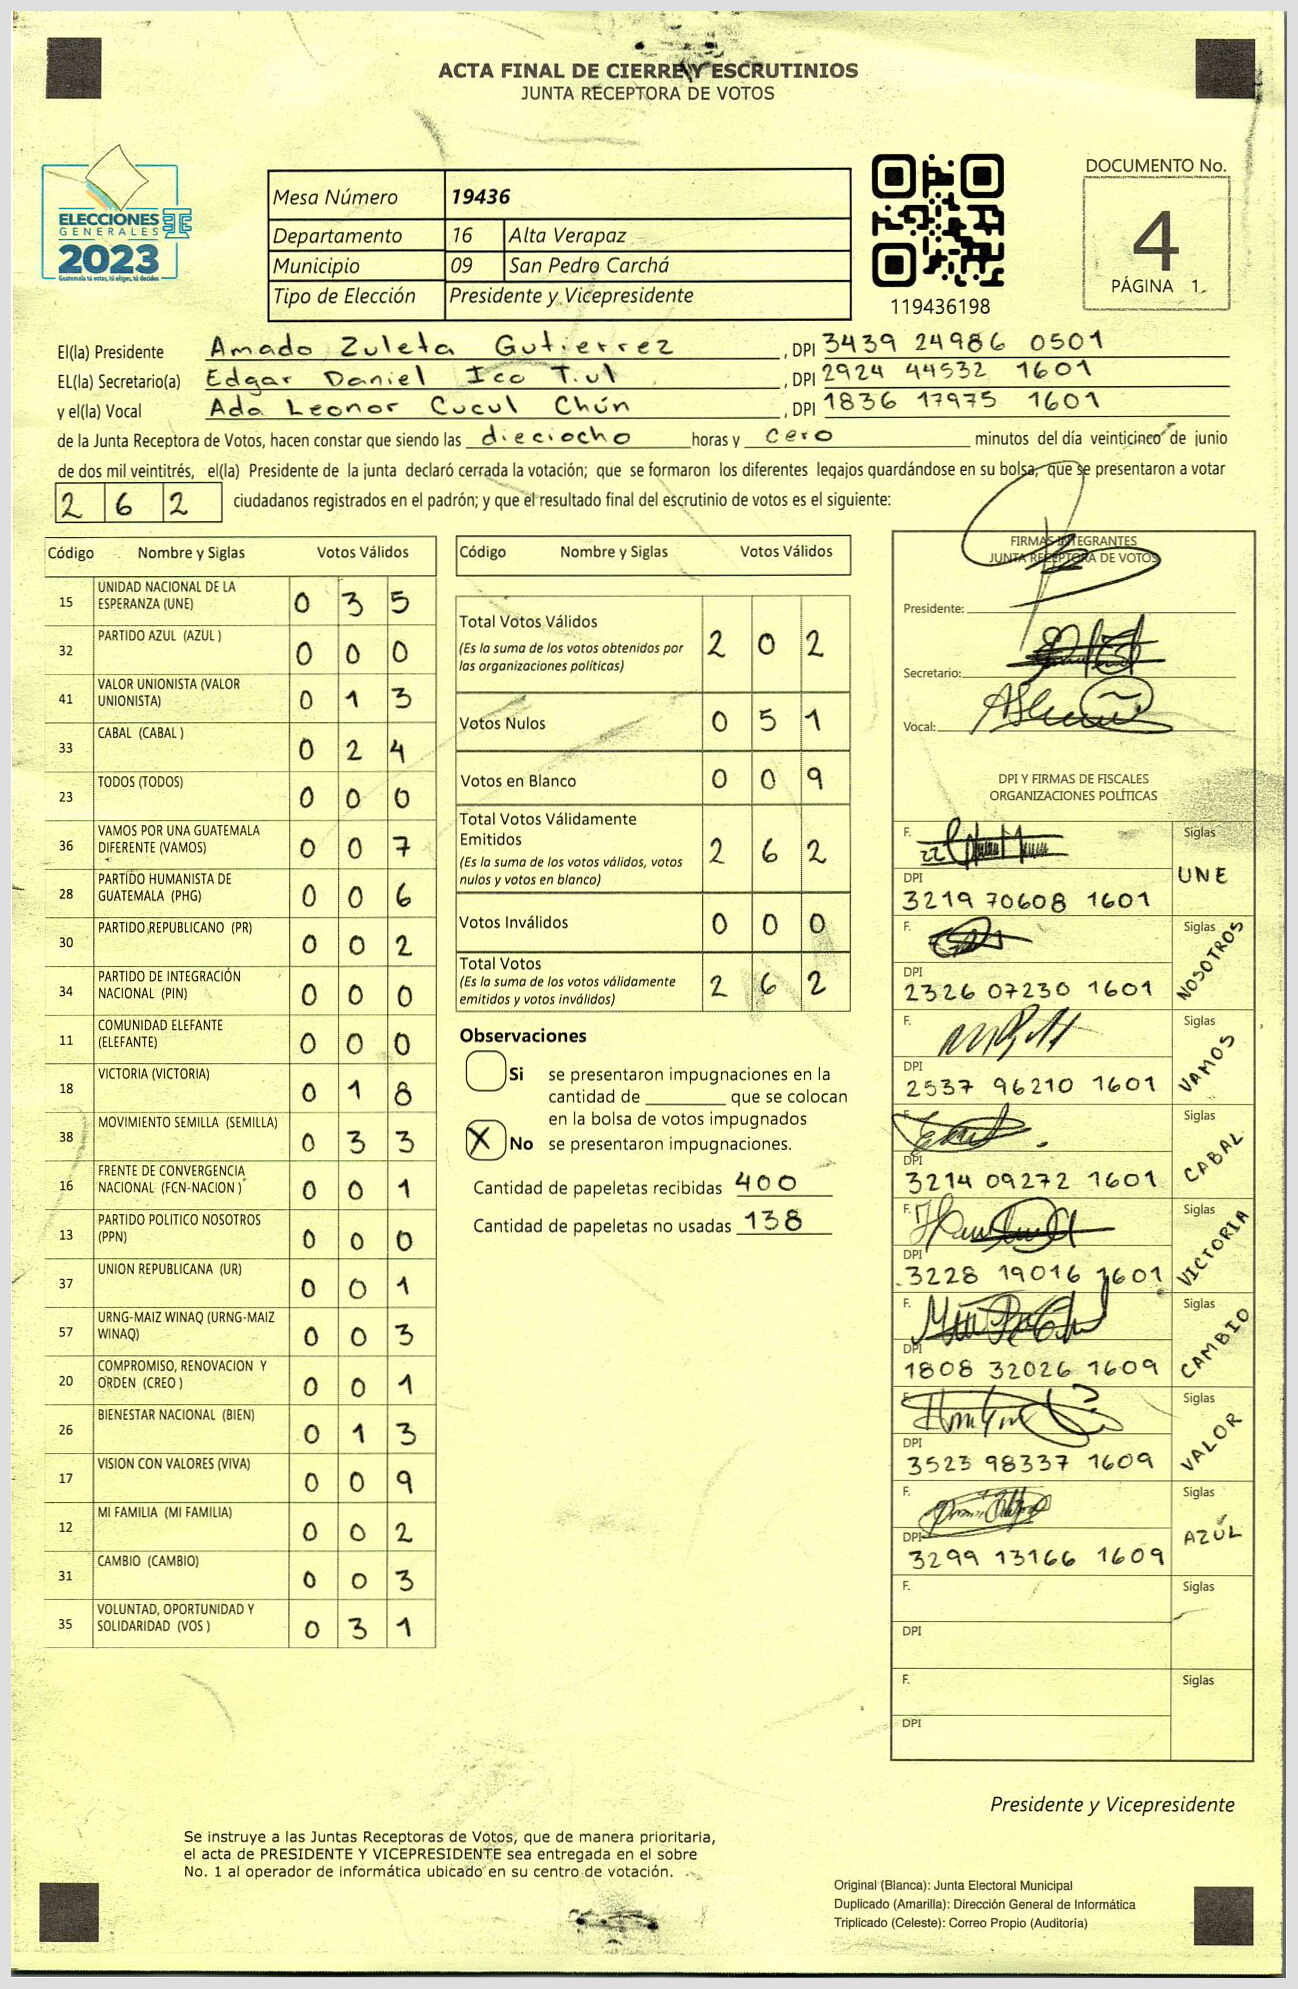 ACTA FINAL DE CIERRE Y ESCRUTINIOS
JUNTA RECEPTORA DE VOTOS
ELECCIONES
GENERALES
2023
Guatemala tú votas, tú eliges, tú decides
Mesa Número 19436
Departamento 16 Alta Verapaz
Municipio 09 San Pedro Carchá
Tipo de Elección Presidente y Vicepresidente
119436198
DOCUMENTO No.
4
PÁGINA 1
El(la) Presidente Amado Zuleta Gutierrez, DPI 3439 24986 0501
EL(la) Secretario(a) Edgar Daniel Ico Tiul, DPI 2924 44532 1601
y el(la) Vocal Ada Leonor Cucul Chún, DPI 1836 17975 1601
de la Junta Receptora de Votos, hacen constar que siendo las dieciocho horas y cero minutos del día veinticinco de junio
de dos mil veintitrés, el(la) Presidente de la junta declaró cerrada la votación; que se formaron los diferentes legajos guardándose en su bolsa, que se presentaron a votar
262 ciudadanos registrados en el padrón; y que el resultado final del escrutinio de votos es el siguiente:
Código Nombre y Siglas Votos Válidos
15 UNIDAD NACIONAL DE LA ESPERANZA (UNE) 0 3 5
32 PARTIDO AZUL (AZUL ) 0 0 0
41 VALOR UNIONISTA (VALOR UNIONISTA) 0 1 3
33 CABAL (CABAL ) 0 2 4
23 TODOS (TODOS) 0 0 0
36 VAMOS POR UNA GUATEMALA DIFERENTE (VAMOS) 0 0 7
28 PARTIDO HUMANISTA DE GUATEMALA (PHG) 0 0 6
30 PARTIDO REPUBLICANO (PR) 0 0 2
34 PARTIDO DE INTEGRACIÓN NACIONAL (PIN) 0 0 0
11 COMUNIDAD ELEFANTE (ELEFANTE) 0 0 0
18 VICTORIA (VICTORIA) 0 1 8
38 MOVIMIENTO SEMILLA (SEMILLA) 0 3 3
16 FRENTE DE CONVERGENCIA NACIONAL (FCN-NACION ) 0 0 1
13 PARTIDO POLITICO NOSOTROS (PPN) 0 0 0
37 UNION REPUBLICANA (UR) 0 0 1
57 URNG-MAIZ WINAQ (URNG-MAIZ WINAQ) 0 0 3
20 COMPROMISO, RENOVACION Y ORDEN (CREO ) 0 0 1
26 BIENESTAR NACIONAL (BIEN) 0 1 3
17 VISION CON VALORES (VIVA) 0 0 9
12 MI FAMILIA (MI FAMILIA) 0 0 2
31 CAMBIO (CAMBIO) 0 0 3
35 VOLUNTAD, OPORTUNIDAD Y SOLIDARIDAD (VOS ) 0 3 1
Código Nombre y Siglas Votos Válidos
Total Votos Válidos 2 0 2
(Es la suma de los votos obtenidos por
las organizaciones políticas)
Votos Nulos 0 5 1
Votos en Blanco 0 0 9
Total Votos Válidamente
Emitidos 2 6 2
(Es la suma de los votos válidos, votos
nulos y votos en blanco)
Votos Inválidos 0 0 0
Total Votos 2 6 2
(Es la suma de los votos válidamente
emitidos y votos inválidos)
Observaciones
Si se presentaron impugnaciones en la
cantidad de ________ que se colocan
en la bolsa de votos impugnados
X No se presentaron impugnaciones.
Cantidad de papeletas recibidas 400
Cantidad de papeletas no usadas 138
FIRMAS INTEGRANTES
JUNTA RECEPTORA DE VOTOS
Presidente:
Secretario:
Vocal:
DPI Y FIRMAS DE FISCALES
ORGANIZACIONES POLÍTICAS
F. Siglas UNE
DPI 3219 70608 1601
F. Siglas NOSOTROS
DPI 2326 07230 1601
F. Siglas VAMOS
DPI 2537 96210 1601
F. Siglas CABAL
DPI 3214 09272 1601
F. Siglas VICTORIA
DPI 3228 19016 1601
F. Siglas CAMBIO
DPI 1808 32026 1609
F. Siglas VALOR
DPI 3523 98337 1609
F. Siglas AZÚL
DPI 3299 13166 1609
F. Siglas
DPI
F. Siglas
DPI
Presidente y Vicepresidente
Se instruye a las Juntas Receptoras de Votos, que de manera prioritaria,
el acta de PRESIDENTE Y VICEPRESIDENTE sea entregada en el sobre
No. 1 al operador de informática ubicado en su centro de votación.
Original (Blanca): Junta Electoral Municipal
Duplicado (Amarilla): Dirección General de Informática
Triplicado (Celeste): Correo Propio (Auditoría)